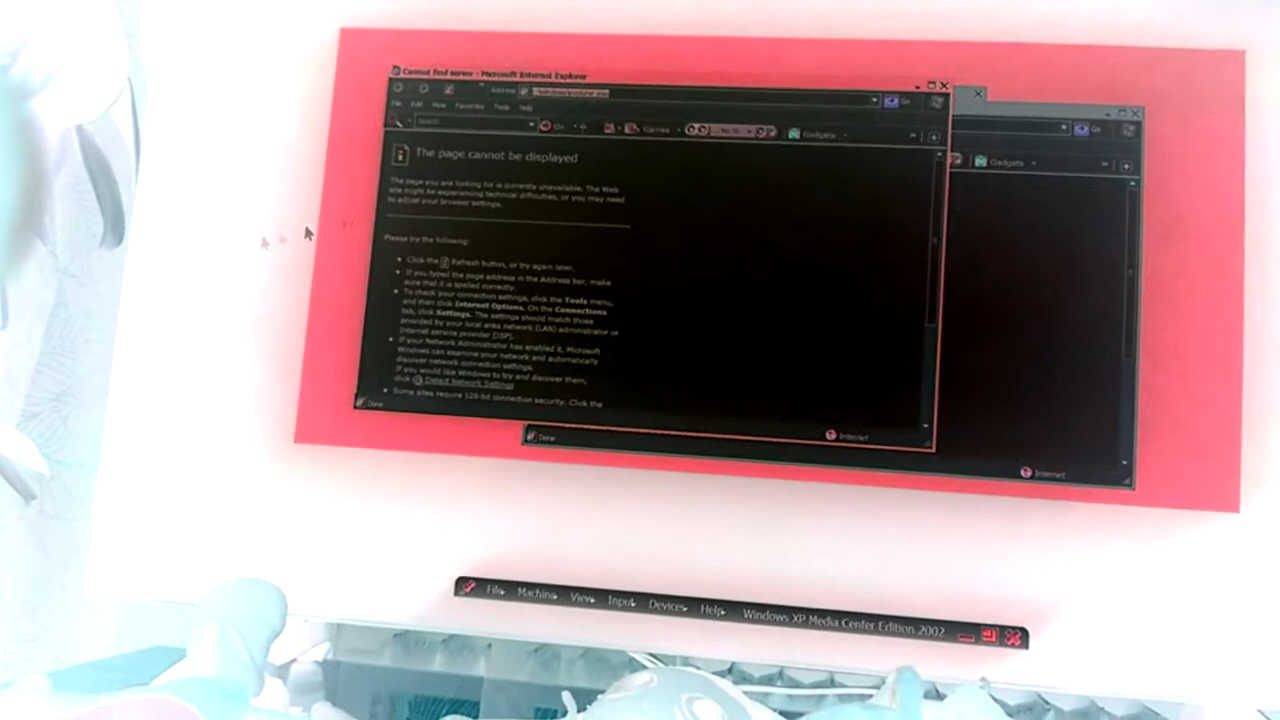 Cannot find server - Microsoft Internet Explorer
Address
Go
File Edit View Favorites Tools Help
Search
Go
Games
Gadgets
The page cannot be displayed
The page you are looking for is currently unavailable. The Web
site might be experiencing technical difficulties, or you may need
to adjust your browser settings.
Please try the following:
Click the Refresh button, or try again later.
If you typed the page address in the Address bar, make
sure that it is spelled correctly.
To check your connection settings, click the Tools menu,
and then click Internet Options. On the Connections
tab, click Settings. The settings should match those
provided by your local area network (LAN) administrator or
Internet service provider (ISP).
If your Network Administrator has enabled it, Microsoft
Windows can examine your network and automatically
discover network connection settings.
If you would like Windows to try and discover them,
click Detect Network Settings
Some sites require 128-bit connection security. Click the
Done
Internet
Go
Gadgets
Done
Internet
File Machine View Input Devices Help Windows XP Media Center Edition 2002